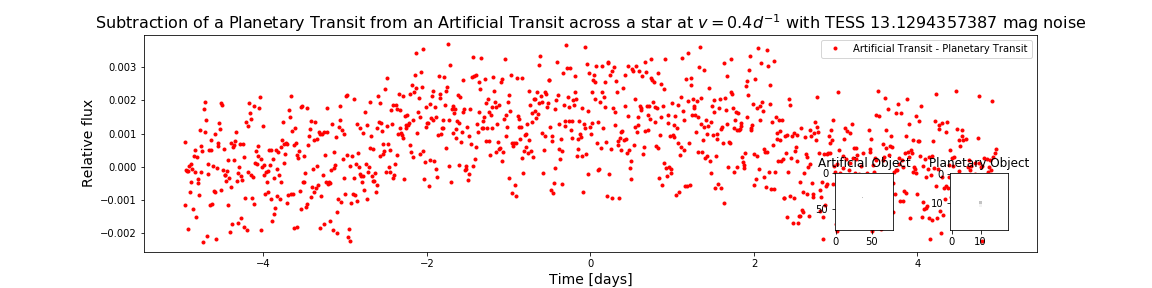 Subtraction of a Planetary Transit from an Artificial Transit across a star at v = 0.4d⁻¹ with TESS 13.1294357387 mag noise
Artificial Transit - Planetary Transit
Relative flux
0.003
0.002
0.001
0.000
−0.001
−0.002
Artificial Object
0
50
0 50
Planetary Object
0
10
0 10
−4 −2 0 2 4
Time [days]